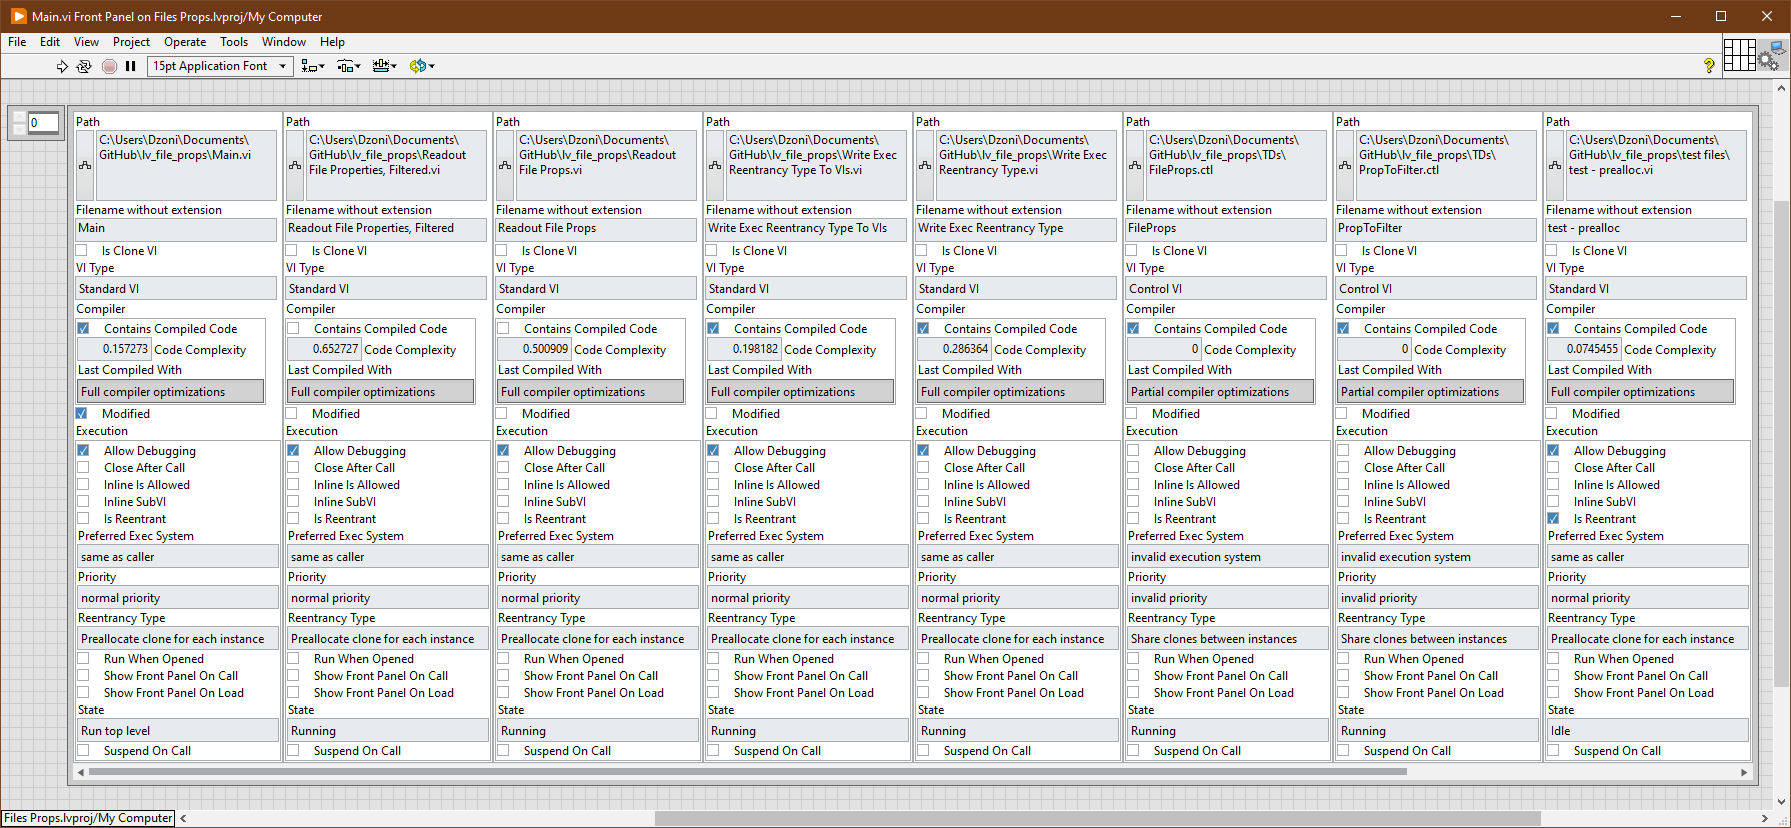 Main.vi Front Panel on Files Props.lvproj/My Computer
File Edit View Project Operate Tools Window Help
15pt Application Font
?
0
Path
C:\Users\Dzoni\Documents\
GitHub\lv_file_props\Main.vi
Filename without extension
Main
Is Clone VI
VI Type
Standard VI
Compiler
Contains Compiled Code
0.157273 Code Complexity
Last Compiled With
Full compiler optimizations
Modified
Execution
Allow Debugging
Close After Call
Inline Is Allowed
Inline SubVI
Is Reentrant
Preferred Exec System
same as caller
Priority
normal priority
Reentrancy Type
Preallocate clone for each instance
Run When Opened
Show Front Panel On Call
Show Front Panel On Load
State
Run top level
Suspend On Call
Path
C:\Users\Dzoni\Documents\
GitHub\lv_file_props\Readout
File Properties, Filtered.vi
Filename without extension
Readout File Properties, Filtered
Is Clone VI
VI Type
Standard VI
Compiler
Contains Compiled Code
0.652727 Code Complexity
Last Compiled With
Full compiler optimizations
Modified
Execution
Allow Debugging
Close After Call
Inline Is Allowed
Inline SubVI
Is Reentrant
Preferred Exec System
same as caller
Priority
normal priority
Reentrancy Type
Preallocate clone for each instance
Run When Opened
Show Front Panel On Call
Show Front Panel On Load
State
Running
Suspend On Call
Path
C:\Users\Dzoni\Documents\
GitHub\lv_file_props\Readout
File Props.vi
Filename without extension
Readout File Props
Is Clone VI
VI Type
Standard VI
Compiler
Contains Compiled Code
0.500909 Code Complexity
Last Compiled With
Full compiler optimizations
Modified
Execution
Allow Debugging
Close After Call
Inline Is Allowed
Inline SubVI
Is Reentrant
Preferred Exec System
same as caller
Priority
normal priority
Reentrancy Type
Preallocate clone for each instance
Run When Opened
Show Front Panel On Call
Show Front Panel On Load
State
Running
Suspend On Call
Path
C:\Users\Dzoni\Documents\
GitHub\lv_file_props\Write Exec
Reentrancy Type To VIs.vi
Filename without extension
Write Exec Reentrancy Type To VIs
Is Clone VI
VI Type
Standard VI
Compiler
Contains Compiled Code
0.198182 Code Complexity
Last Compiled With
Full compiler optimizations
Modified
Execution
Allow Debugging
Close After Call
Inline Is Allowed
Inline SubVI
Is Reentrant
Preferred Exec System
same as caller
Priority
normal priority
Reentrancy Type
Preallocate clone for each instance
Run When Opened
Show Front Panel On Call
Show Front Panel On Load
State
Running
Suspend On Call
Path
C:\Users\Dzoni\Documents\
GitHub\lv_file_props\Write Exec
Reentrancy Type.vi
Filename without extension
Write Exec Reentrancy Type
Is Clone VI
VI Type
Standard VI
Compiler
Contains Compiled Code
0.286364 Code Complexity
Last Compiled With
Full compiler optimizations
Modified
Execution
Allow Debugging
Close After Call
Inline Is Allowed
Inline SubVI
Is Reentrant
Preferred Exec System
same as caller
Priority
normal priority
Reentrancy Type
Preallocate clone for each instance
Run When Opened
Show Front Panel On Call
Show Front Panel On Load
State
Running
Suspend On Call
Path
C:\Users\Dzoni\Documents\
GitHub\lv_file_props\TDs\
FileProps.ctl
Filename without extension
FileProps
Is Clone VI
VI Type
Control VI
Compiler
Contains Compiled Code
0 Code Complexity
Last Compiled With
Partial compiler optimizations
Modified
Execution
Allow Debugging
Close After Call
Inline Is Allowed
Inline SubVI
Is Reentrant
Preferred Exec System
invalid execution system
Priority
invalid priority
Reentrancy Type
Share clones between instances
Run When Opened
Show Front Panel On Call
Show Front Panel On Load
State
Running
Suspend On Call
Path
C:\Users\Dzoni\Documents\
GitHub\lv_file_props\TDs\
PropToFilter.ctl
Filename without extension
PropToFilter
Is Clone VI
VI Type
Control VI
Compiler
Contains Compiled Code
0 Code Complexity
Last Compiled With
Partial compiler optimizations
Modified
Execution
Allow Debugging
Close After Call
Inline Is Allowed
Inline SubVI
Is Reentrant
Preferred Exec System
invalid execution system
Priority
invalid priority
Reentrancy Type
Share clones between instances
Run When Opened
Show Front Panel On Call
Show Front Panel On Load
State
Running
Suspend On Call
Path
C:\Users\Dzoni\Documents\
GitHub\lv_file_props\test files\
test - prealloc.vi
Filename without extension
test - prealloc
Is Clone VI
VI Type
Standard VI
Compiler
Contains Compiled Code
0.0745455 Code Complexity
Last Compiled With
Full compiler optimizations
Modified
Execution
Allow Debugging
Close After Call
Inline Is Allowed
Inline SubVI
Is Reentrant
Preferred Exec System
same as caller
Priority
normal priority
Reentrancy Type
Preallocate clone for each instance
Run When Opened
Show Front Panel On Call
Show Front Panel On Load
State
Idle
Suspend On Call
Files Props.lvproj/My Computer